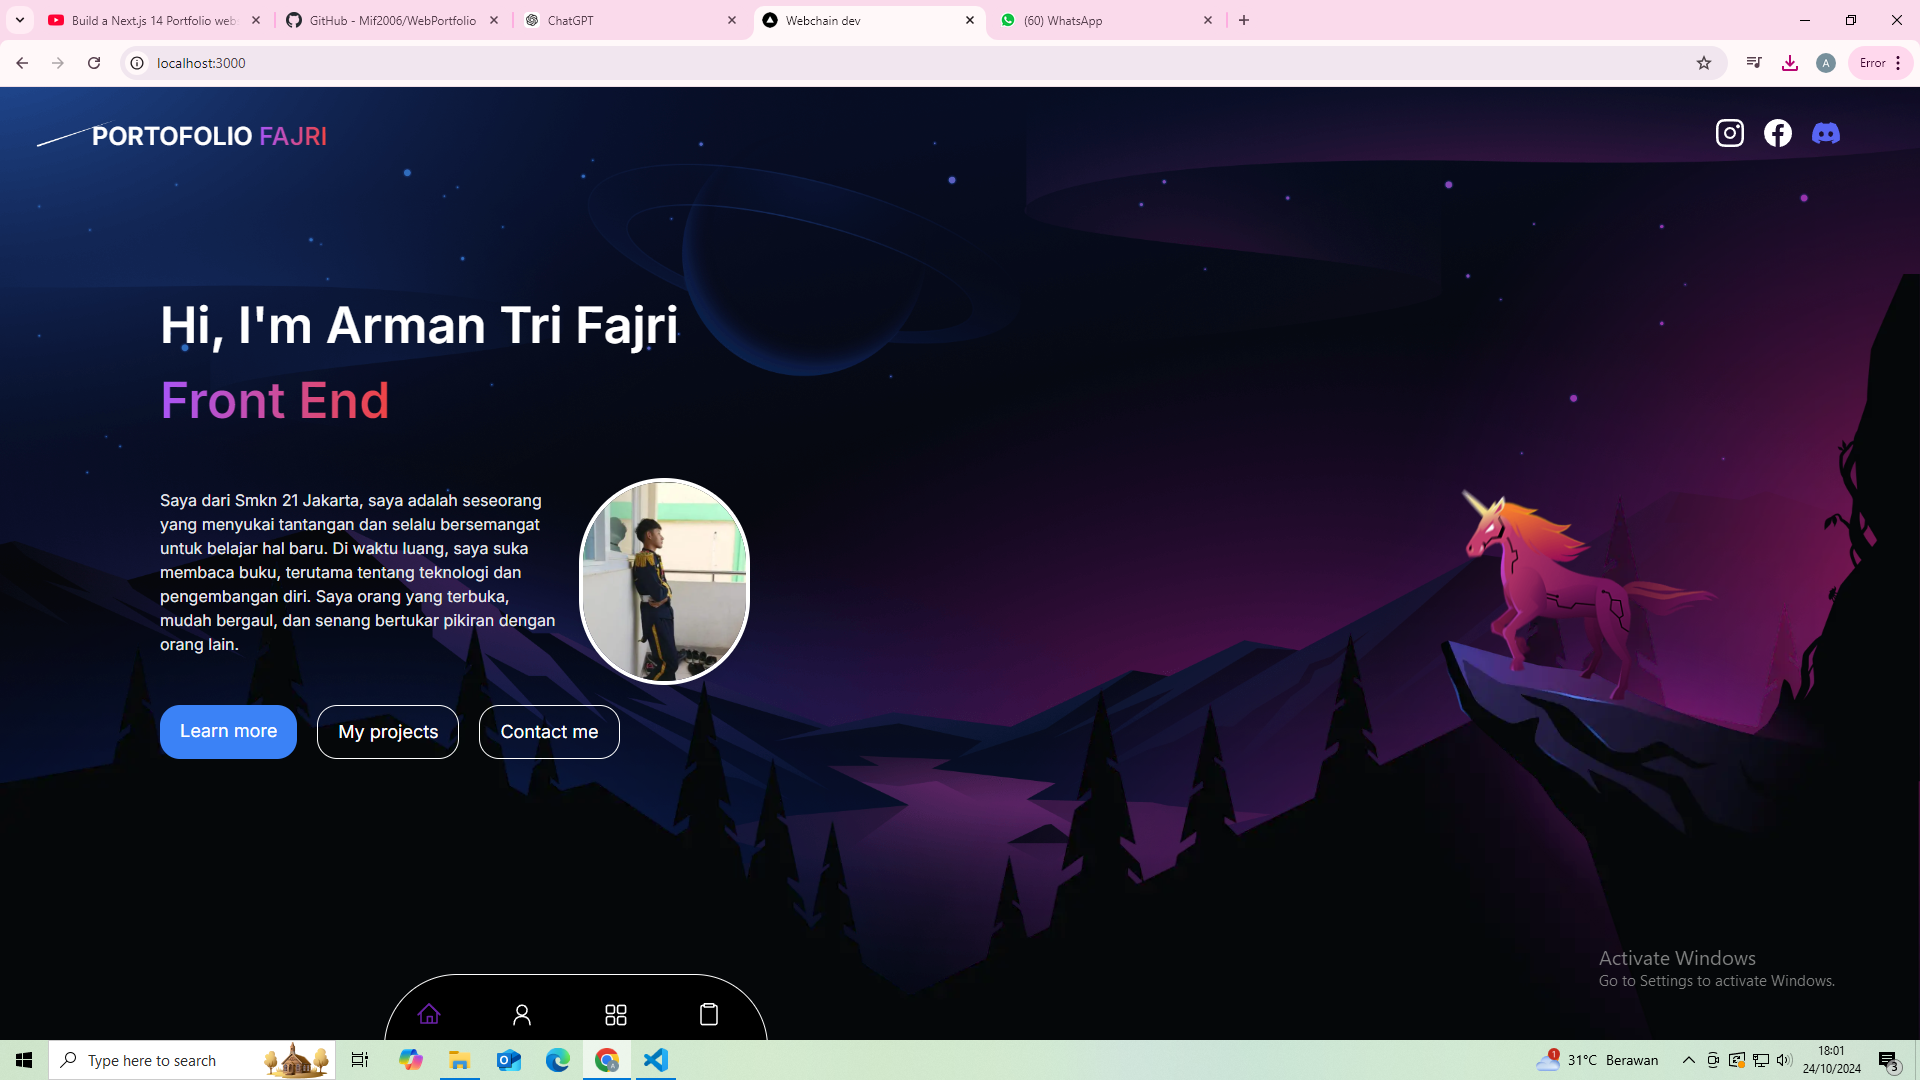 Build a Next.js 14 Portfolio web
GitHub - Mif2006/WebPortfolio
ChatGPT
Webchain dev
(60) WhatsApp
localhost:3000
A
Error
PORTOFOLIO FAJRI
Hi, I'm Arman Tri Fajri
Front End
Saya dari Smkn 21 Jakarta, saya adalah seseorang
yang menyukai tantangan dan selalu bersemangat
untuk belajar hal baru. Di waktu luang, saya suka
membaca buku, terutama tentang teknologi dan
pengembangan diri. Saya orang yang terbuka,
mudah bergaul, dan senang bertukar pikiran dengan
orang lain.
Learn more
My projects
Contact me
Activate Windows
Go to Settings to activate Windows.
Type here to search
1
31°C Berawan
18:01
24/10/2024
3